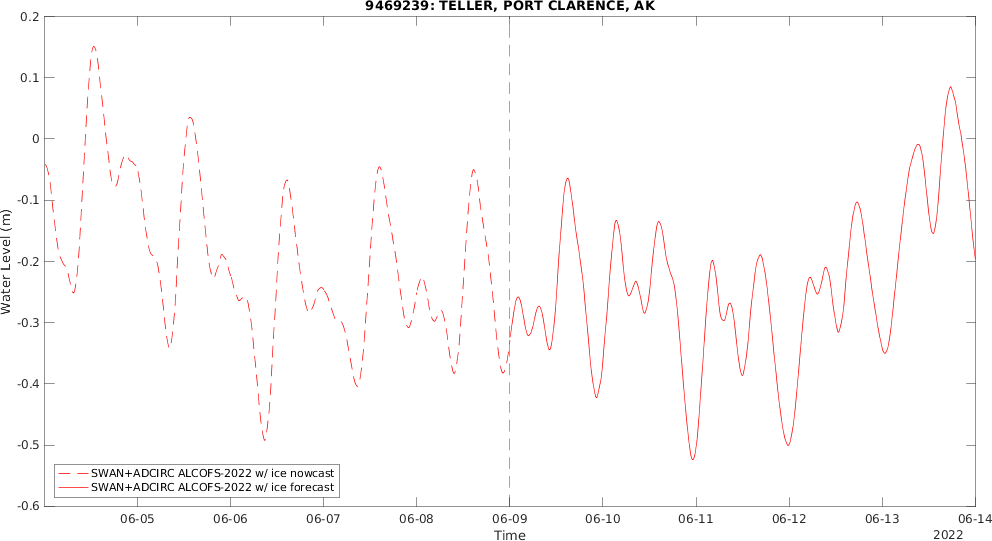 9469239: TELLER, PORT CLARENCE, AK
0.2
0.1
0
-0.1
-0.2
-0.3
-0.4
-0.5
-0.6
Water Level (m)
SWAN+ADCIRC ALCOFS-2022 w/ ice nowcast
SWAN+ADCIRC ALCOFS-2022 w/ ice forecast
06-05 06-06 06-07 06-08 06-09 06-10 06-11 06-12 06-13 06-14
Time
2022